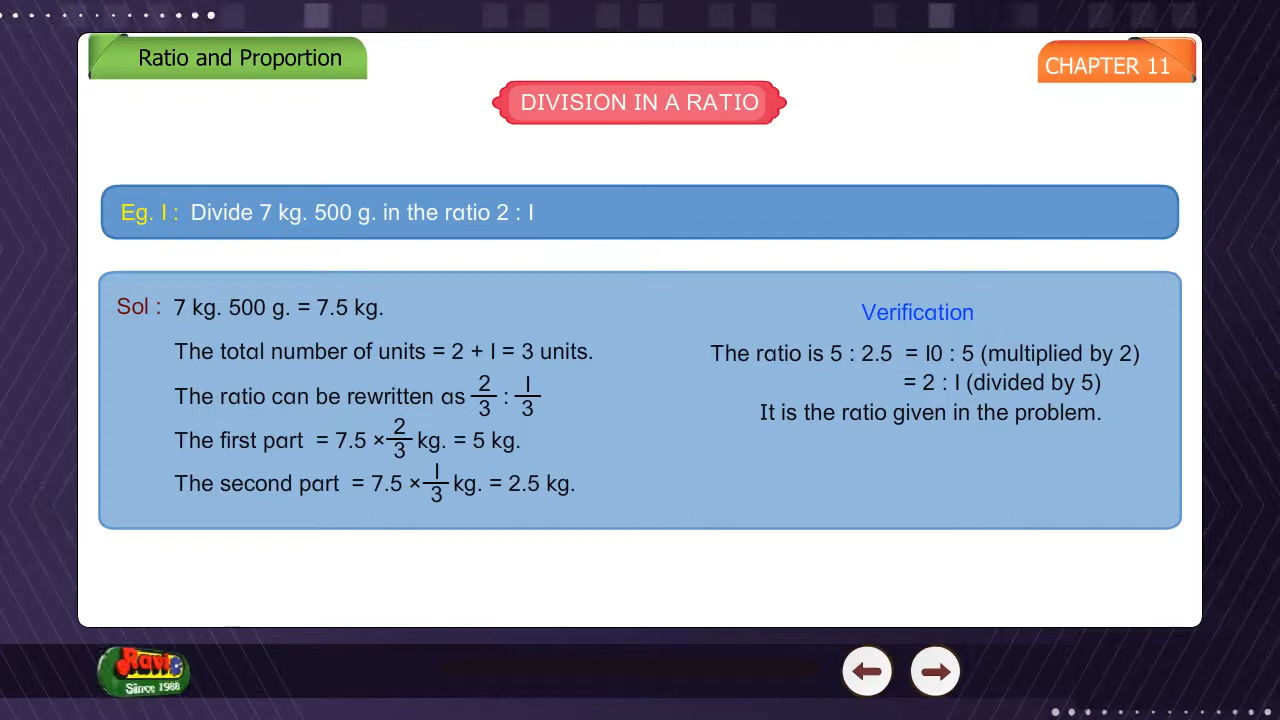 Ratio and Proportion
CHAPTER 11
DIVISION IN A RATIO
Eg. I : Divide 7 kg. 500 g. in the ratio 2 : I
Sol : 7 kg. 500 g. = 7.5 kg.
The total number of units = 2 + I = 3 units.
The ratio can be rewritten as 2/3 : I/3
The first part = 7.5 × 2/3 kg. = 5 kg.
The second part = 7.5 × I/3 kg. = 2.5 kg.
Verification
The ratio is 5 : 2.5 = I0 : 5 (multiplied by 2)
= 2 : I (divided by 5)
It is the ratio given in the problem.
Ravis
Since 1988